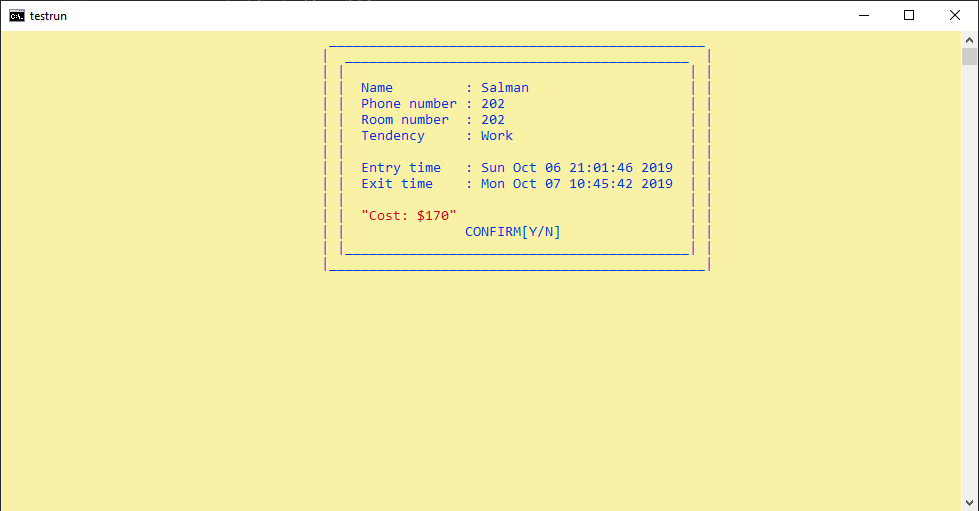 testrun
Name : Salman
Phone number : 202
Room number : 202
Tendency : Work
Entry time : Sun Oct 06 21:01:46 2019
Exit time : Mon Oct 07 10:45:42 2019
"Cost: $170"
CONFIRM[Y/N]